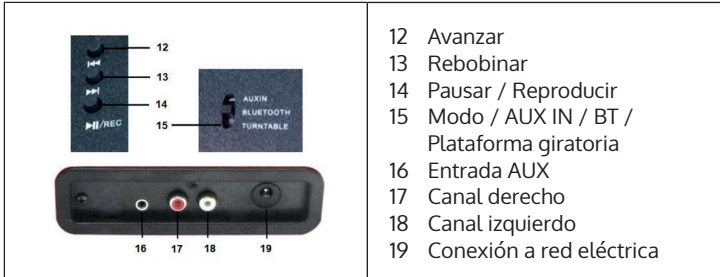 12
13
14
/REC
15
AUXIN
BLUETOOTH
TURNTABLE
16 17 18 19
12 Avanzar
13 Rebobinar
14 Pausar / Reproducir
15 Modo / AUX IN / BT /
Plataforma giratoria
16 Entrada AUX
17 Canal derecho
18 Canal izquierdo
19 Conexión a red eléctrica